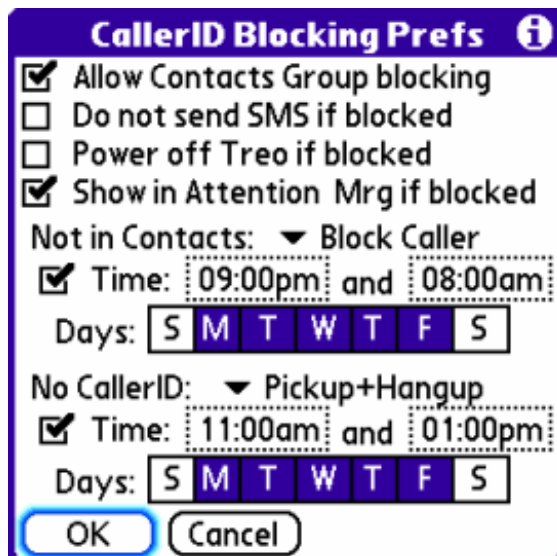 CallerID Blocking Prefs i
Allow Contacts Group blocking
Do not send SMS if blocked
Power off Treo if blocked
Show in Attention Mrg if blocked
Not in Contacts: Block Caller
Time: 09:00pm and 08:00am
Days: S M T W T F S
No CallerID: Pickup+Hangup
Time: 11:00am and 01:00pm
Days: S M T W T F S
OK Cancel